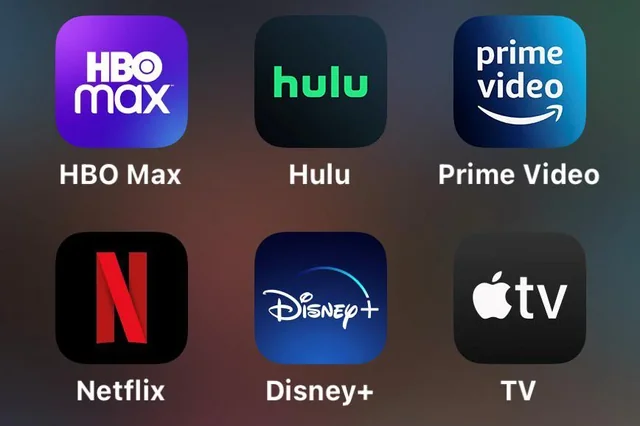 HBO
max
hulu
prime
video
HBO Max
Hulu
Prime Video
N
Disney+
tv
Netflix
Disney+
TV